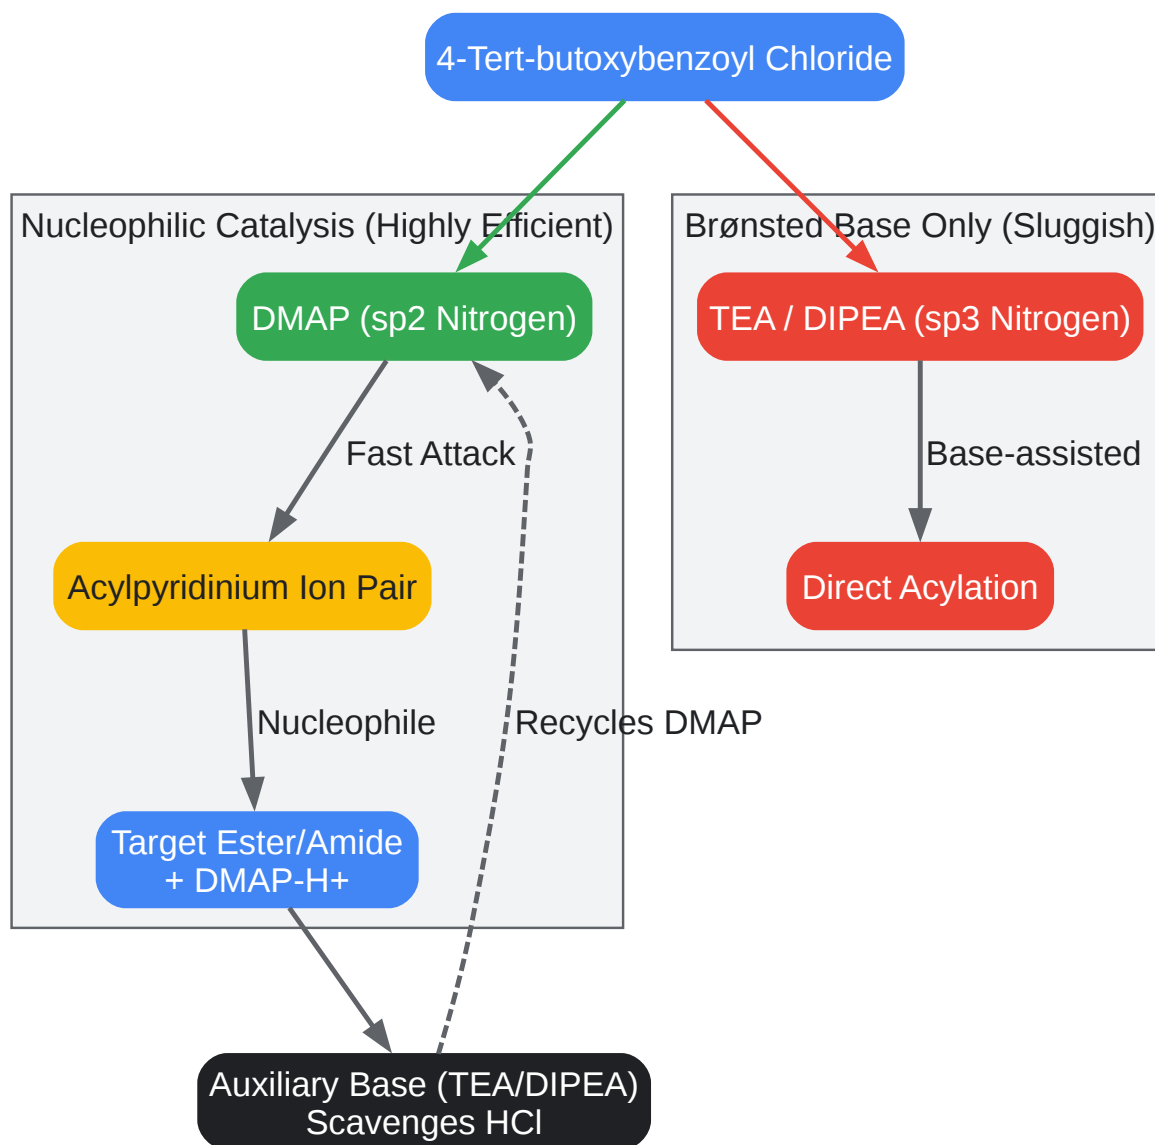 4-Tert-butoxybenzoyl Chloride
Nucleophilic Catalysis (Highly Efficient)
Brønsted Base Only (Sluggish)
DMAP (sp2 Nitrogen)
TEA / DIPEA (sp3 Nitrogen)
Fast Attack
Base-assisted
Acylpyridinium Ion Pair
Direct Acylation
Nucleophile
Recycles DMAP
Target Ester/Amide
+ DMAP-H+
Auxiliary Base (TEA/DIPEA)
Scavenges HCl